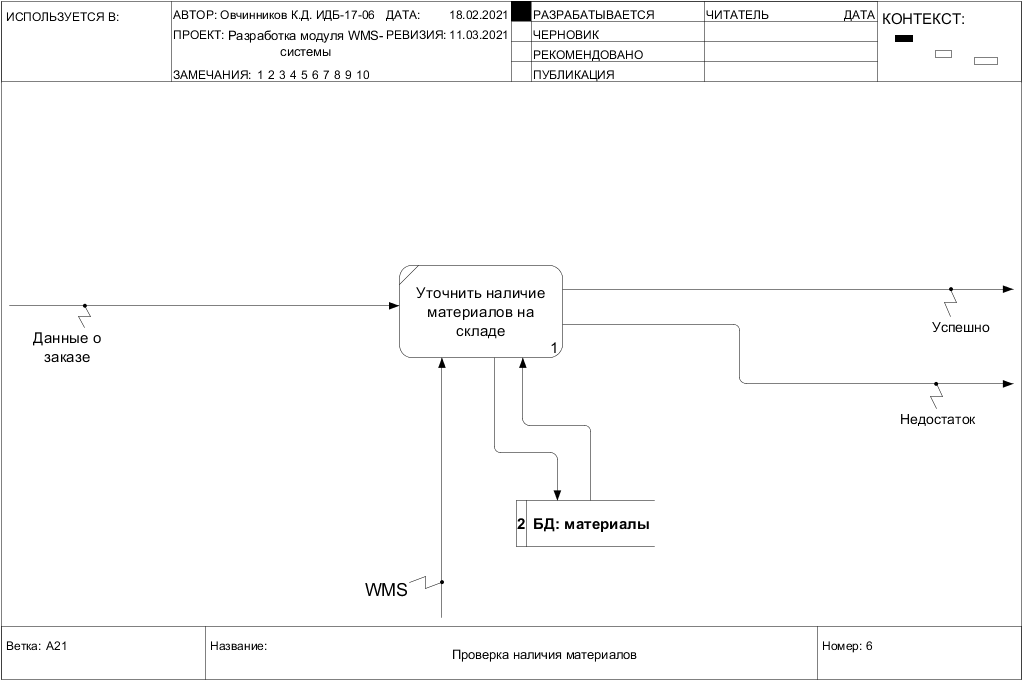 ИСПОЛЬЗУЕТСЯ В:
АВТОР: Овчинников К.Д. ИДБ-17-06 ДАТА: 18.02.2021
ПРОЕКТ: Разработка модуля WMS-системы
РЕВИЗИЯ: 11.03.2021
ЗАМЕЧАНИЯ: 1 2 3 4 5 6 7 8 9 10
РАЗРАБАТЫВАЕТСЯ
ЧЕРНОВИК
РЕКОМЕНДОВАНО
ПУБЛИКАЦИЯ
ЧИТАТЕЛЬ ДАТА
КОНТЕКСТ:
Уточнить наличие
материалов на
складе
1
Данные о
заказе
Успешно
Недостаток
2 БД: материалы
WMS
Ветка: A21
Название:
Проверка наличия материалов
Номер: 6